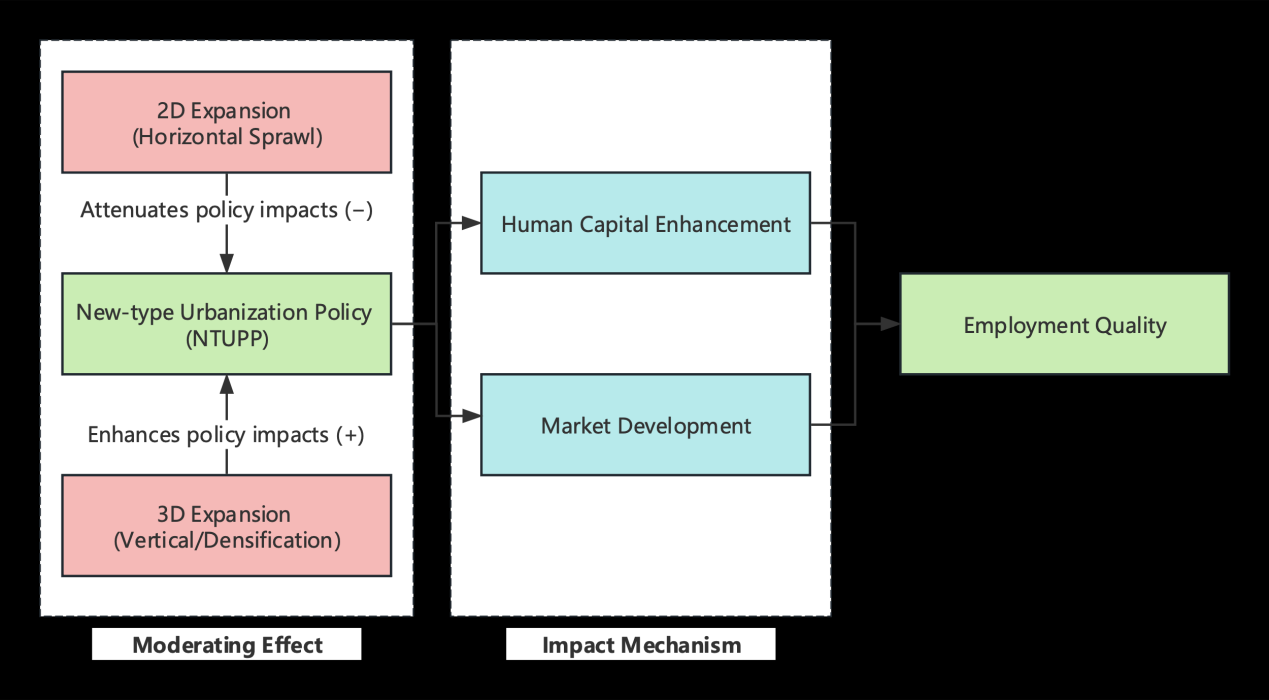 2D Expansion
(Horizontal Sprawl)
Attenuates policy impacts (−)
New-type Urbanization Policy
(NTUPP)
Enhances policy impacts (+)
3D Expansion
(Vertical/Densification)
Moderating Effect
Human Capital Enhancement
Market Development
Impact Mechanism
Employment Quality